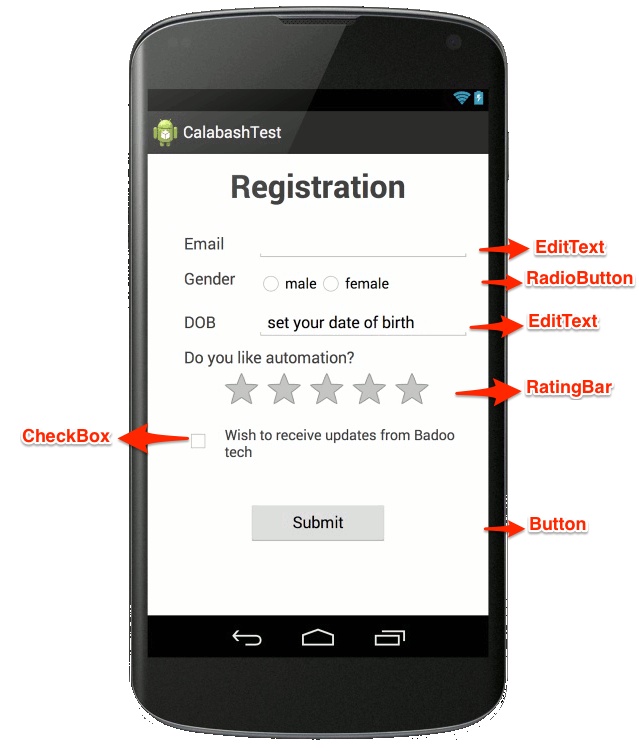 CalabashTest
Registration
Email
EditText
Gender
male
female
RadioButton
DOB
set your date of birth
EditText
Do you like automation?
RatingBar
CheckBox
Wish to receive updates from Badoo
tech
Submit
Button